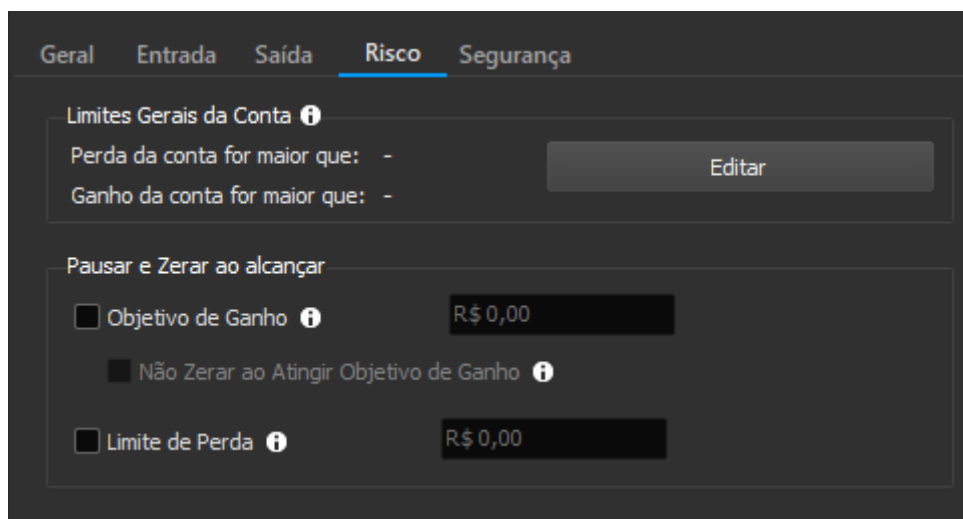 Geral Entrada Saída Risco Segurança
Limites Gerais da Conta
Perda da conta for maior que: -
Editar
Ganho da conta for maior que: -
Pausar e Zerar ao alcançar
Objetivo de Ganho R$ 0,00
Não Zerar ao Atingir Objetivo de Ganho
Limite de Perda R$ 0,00